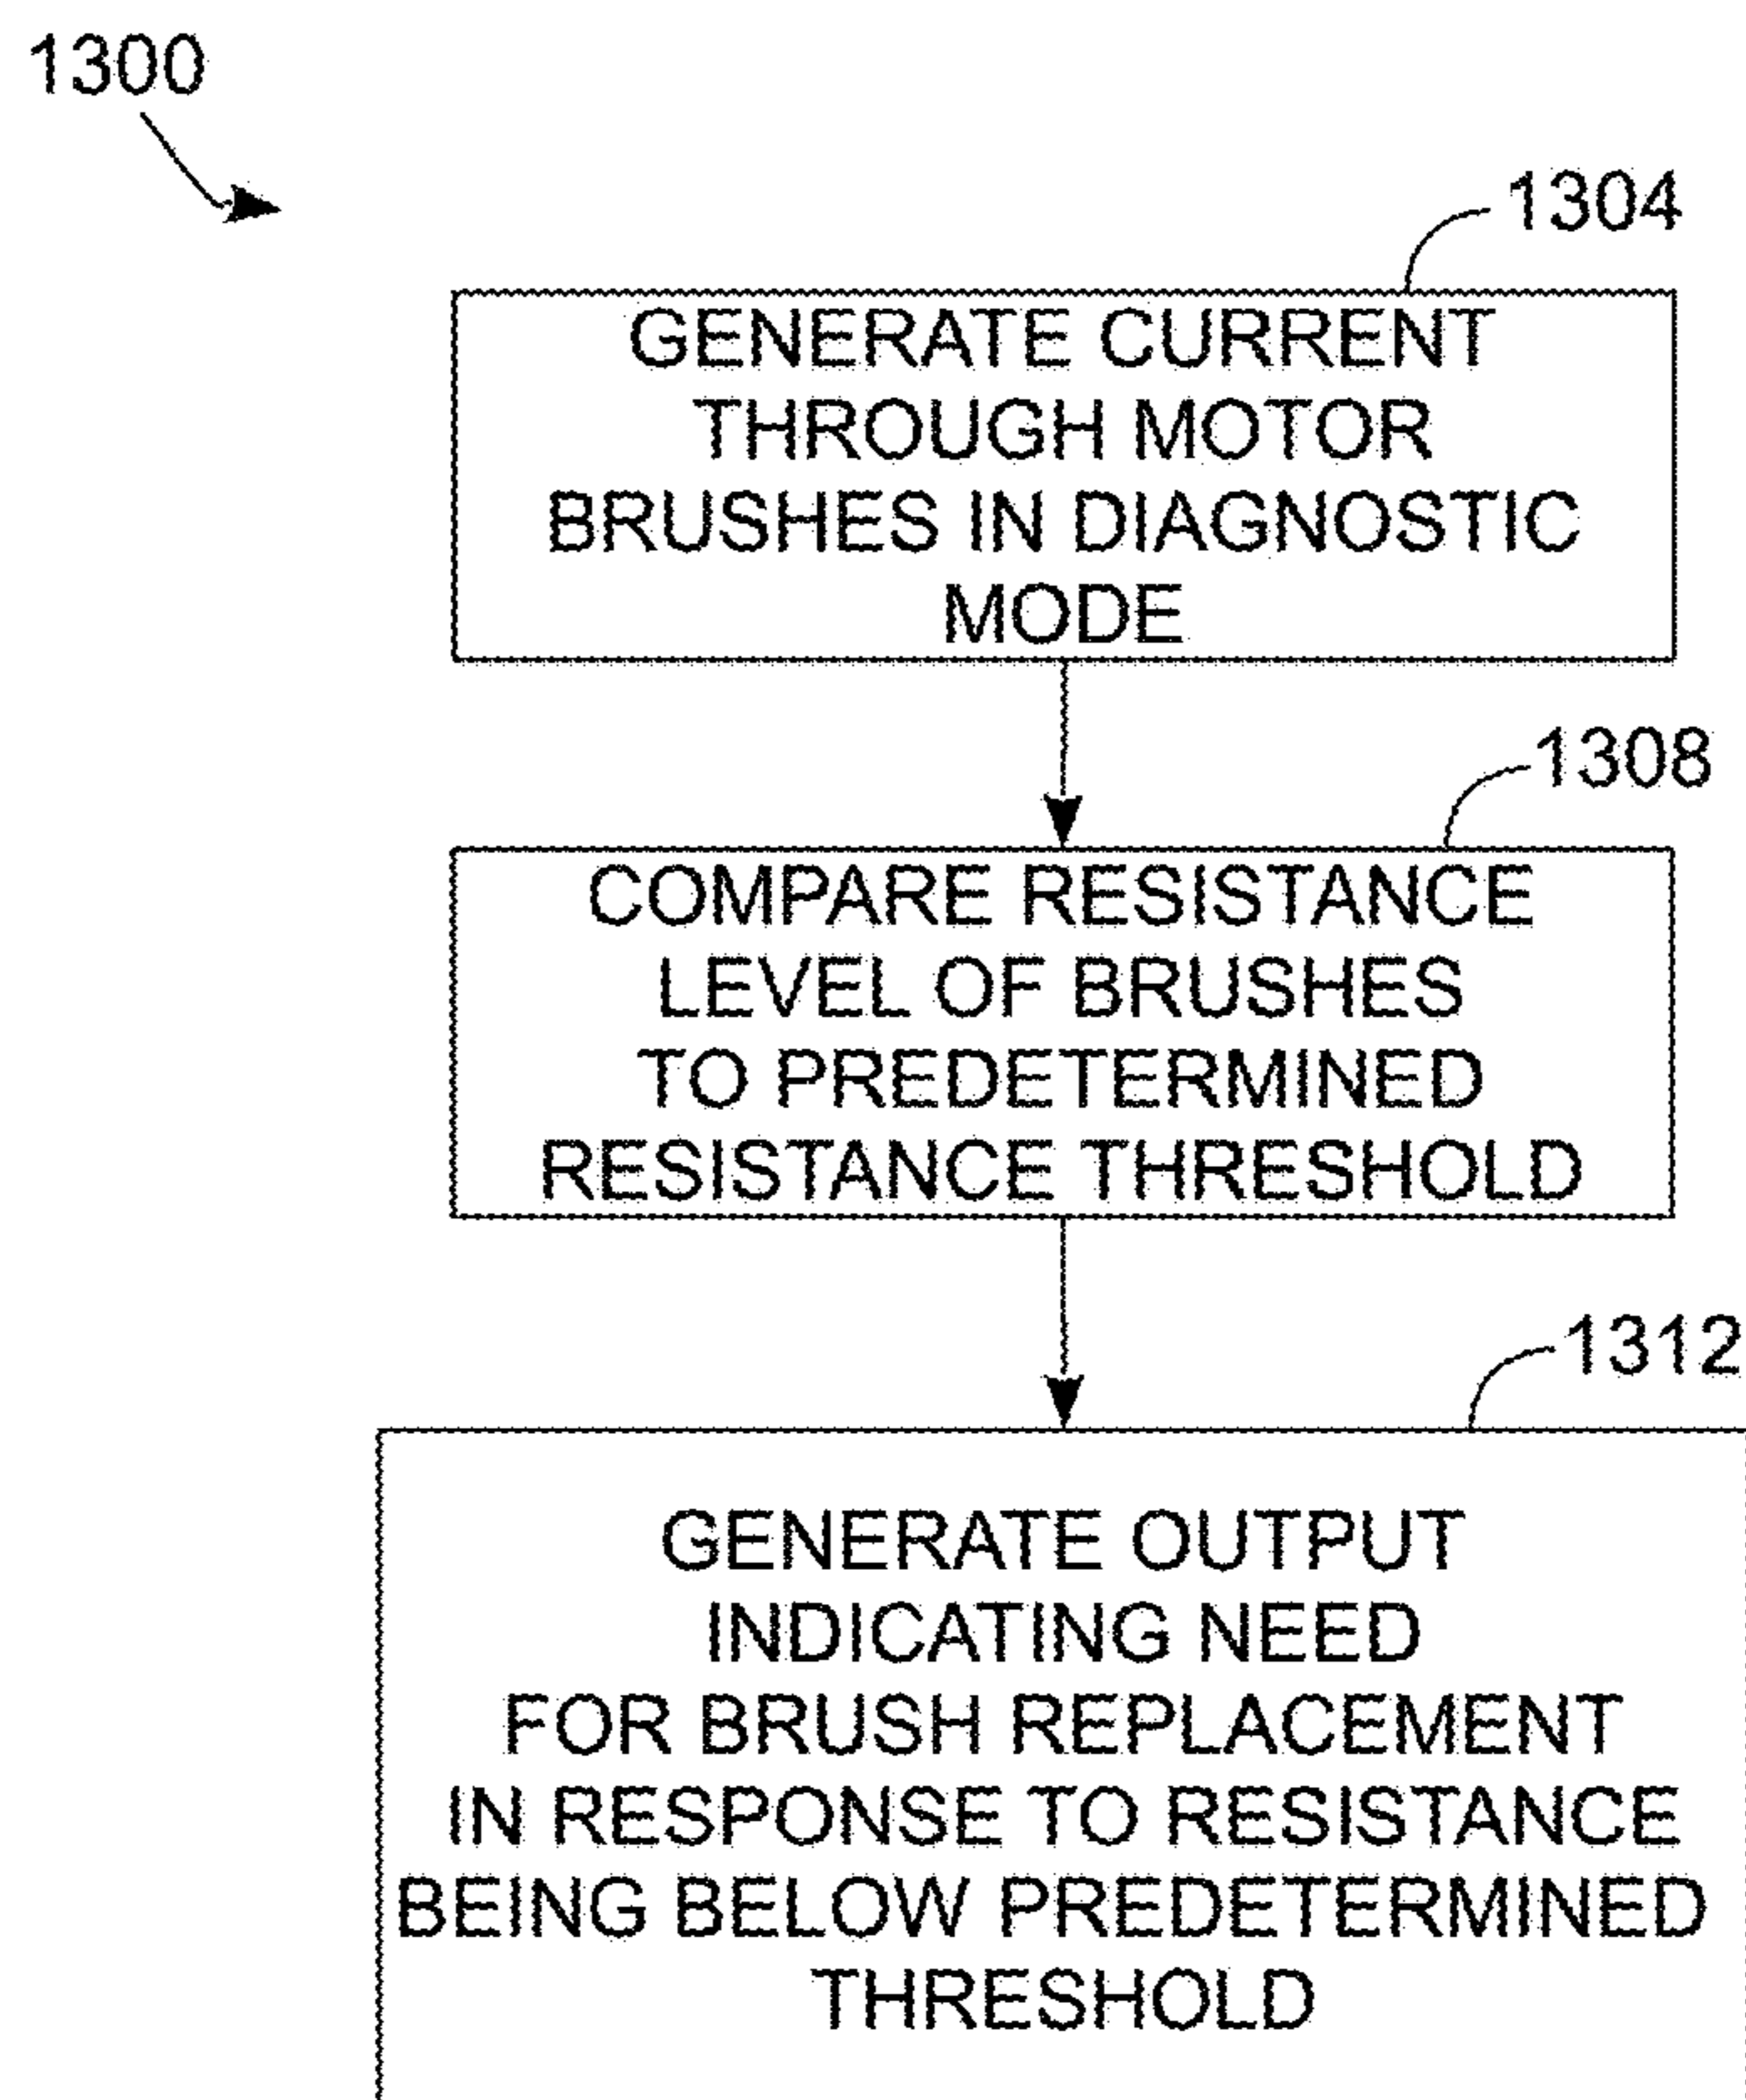 1300
1304
GENERATE CURRENT
THROUGH MOTOR
BRUSHES IN DIAGNOSTIC
MODE
1308
COMPARE RESISTANCE
LEVEL OF BRUSHES
TO PREDETERMINED
RESISTANCE THRESHOLD
1312
GENERATE OUTPUT
INDICATING NEED
FOR BRUSH REPLACEMENT
IN RESPONSE TO RESISTANCE
BEING BELOW PREDETERMINED
THRESHOLD